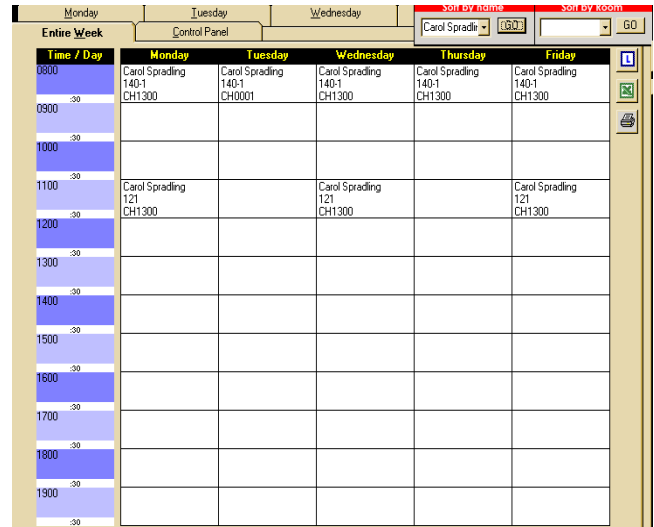 Monday Tuesday Wednesday Sort by name Sort by Room
Entire Week Control Panel Carol Spradlir GO GO
Time / Day Monday Tuesday Wednesday Thursday Friday
0800 Carol Spradling Carol Spradling Carol Spradling Carol Spradling Carol Spradling
140-1 140-1 140-1 140-1 140-1
CH1300 CH0001 CH1300 CH1300 CH1300
:30
0900
:30
1000
:30
1100 Carol Spradling Carol Spradling Carol Spradling
121 121 121
CH1300 CH1300 CH1300
:30
1200
:30
1300
:30
1400
:30
1500
:30
1600
:30
1700
:30
1800
:30
1900
:30